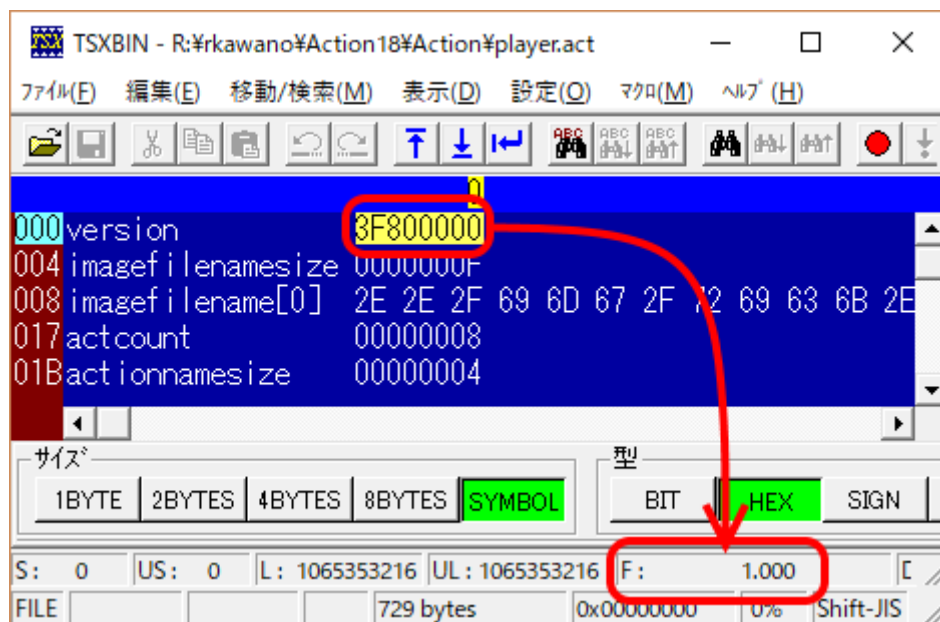 TSXBIN - R:¥rkawano¥Action18¥Action¥player.act
ﾌｧｲﾙ(F) 編集(E) 移動/検索(M) 表示(D) 設定(O) ﾏｸﾛ(M) ﾍﾙﾌﾟ(H)
0
000 version 3F800000
004 imagefilenamesize 0000000F
008 imagefilename[0] 2E 2E 2F 69 6D 67 2F 72 69 63 6B 2E
017 actcount 00000008
01B actionnamesize 00000004
ｻｲｽﾞ 型
1BYTE 2BYTES 4BYTES 8BYTES SYMBOL BIT HEX SIGN
S: 0 US: 0 L: 1065353216 UL: 1065353216 F: 1.000
FILE 729 bytes 0x00000000 0% Shift-JIS